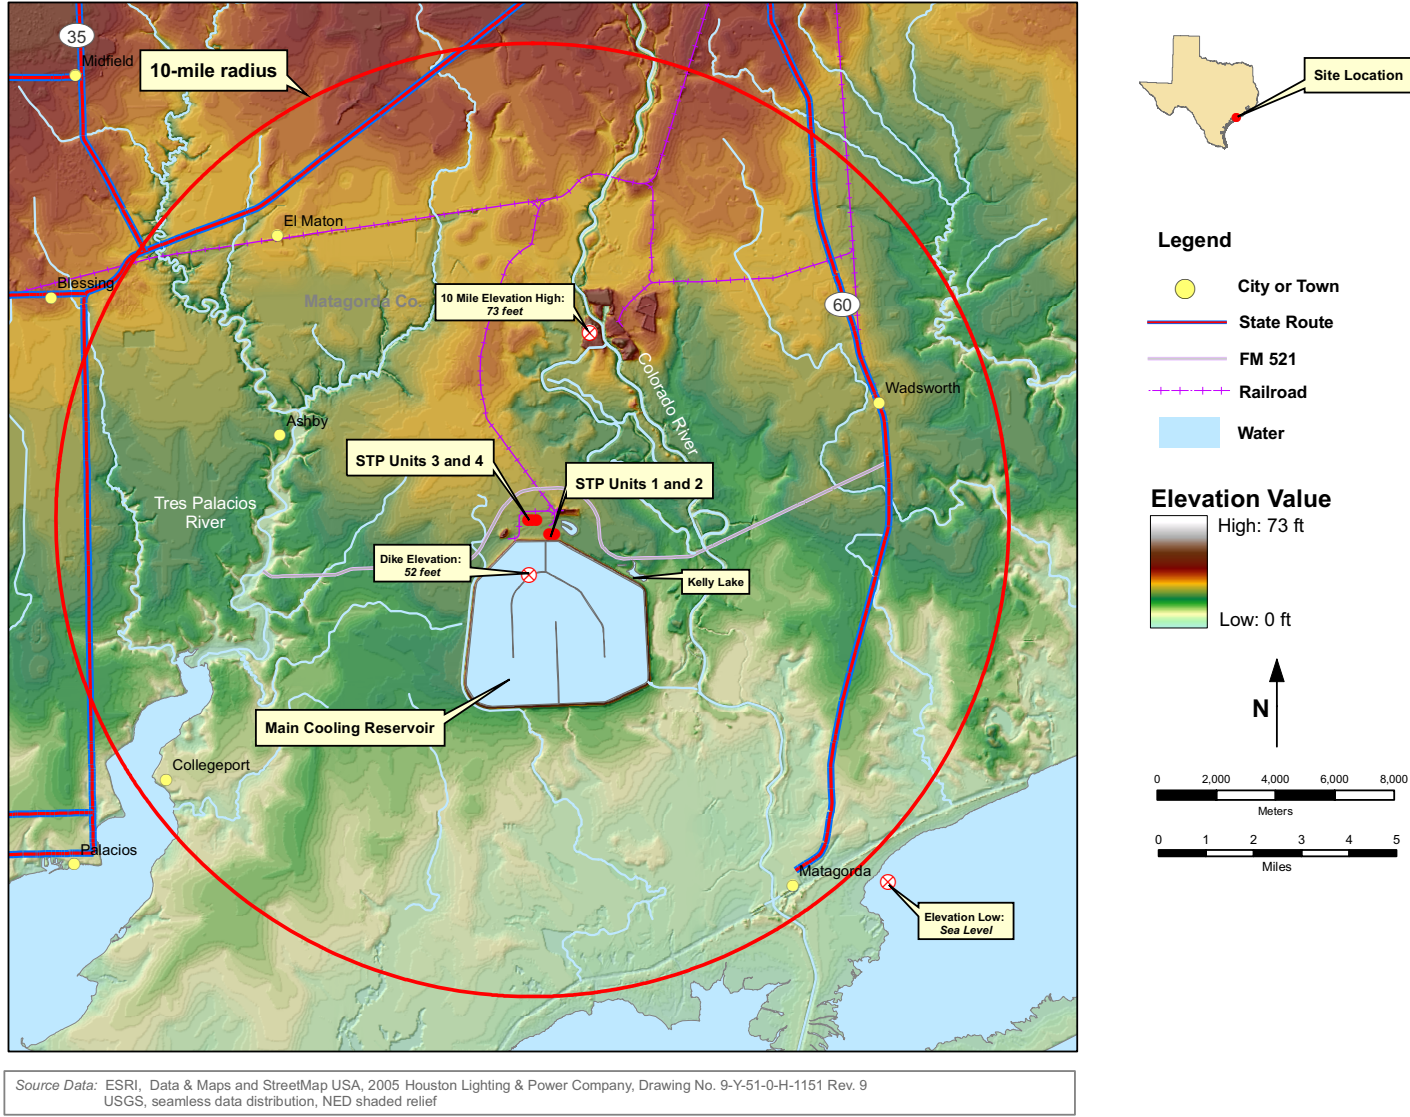 35
Midfield
10-mile radius
Site Location
El Maton
Blessing
Matagorda Co.
10 Mile Elevation High:
73 feet
60
Colorado River
Wadsworth
Ashby
STP Units 3 and 4
STP Units 1 and 2
Tres Palacios
River
Dike Elevation:
52 feet
Kelly Lake
Main Cooling Reservoir
Collegeport
Palacios
Matagorda
Elevation Low:
Sea Level
Legend
City or Town
State Route
FM 521
Railroad
Water
Elevation Value
High: 73 ft
Low: 0 ft
N
0 2,000 4,000 6,000 8,000
Meters
0 1 2 3 4 5
Miles
Source Data: ESRI, Data & Maps and StreetMap USA, 2005 Houston Lighting & Power Company, Drawing No. 9-Y-51-0-H-1151 Rev. 9
USGS, seamless data distribution, NED shaded relief